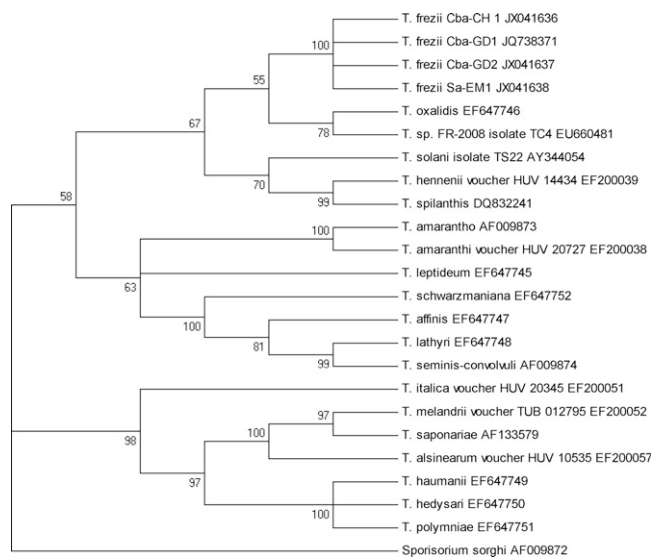 T. frezii Cba-CH 1 JX041636
T. frezii Cba-GD1 JQ738371
100
T. frezii Cba-GD2 JX041637
55
T. frezii Sa-EM1 JX041638
T. oxalidis EF647746
67
78
T. sp. FR-2008 isolate TC4 EU660481
T. solani isolate TS22 AY344054
70
T. hennenii voucher HUV 14434 EF200039
58
99
T. spilanthis DQ832241
T. amarantho AF009873
100
T. amaranthi voucher HUV 20727 EF200038
T. leptideum EF647745
63
T. schwarzmaniana EF647752
100
T. affinis EF647747
81
T. lathyri EF647748
99
T. seminis-convolvuli AF009874
T. italica voucher HUV 20345 EF200051
98
97
T. melandrii voucher TUB 012795 EF200052
100
T. saponariae AF133579
T. alsinearum voucher HUV 10535 EF200057
97
T. haumanii EF647749
T. hedysari EF647750
100
T. polymniae EF647751
Sporisorium sorghi AF009872